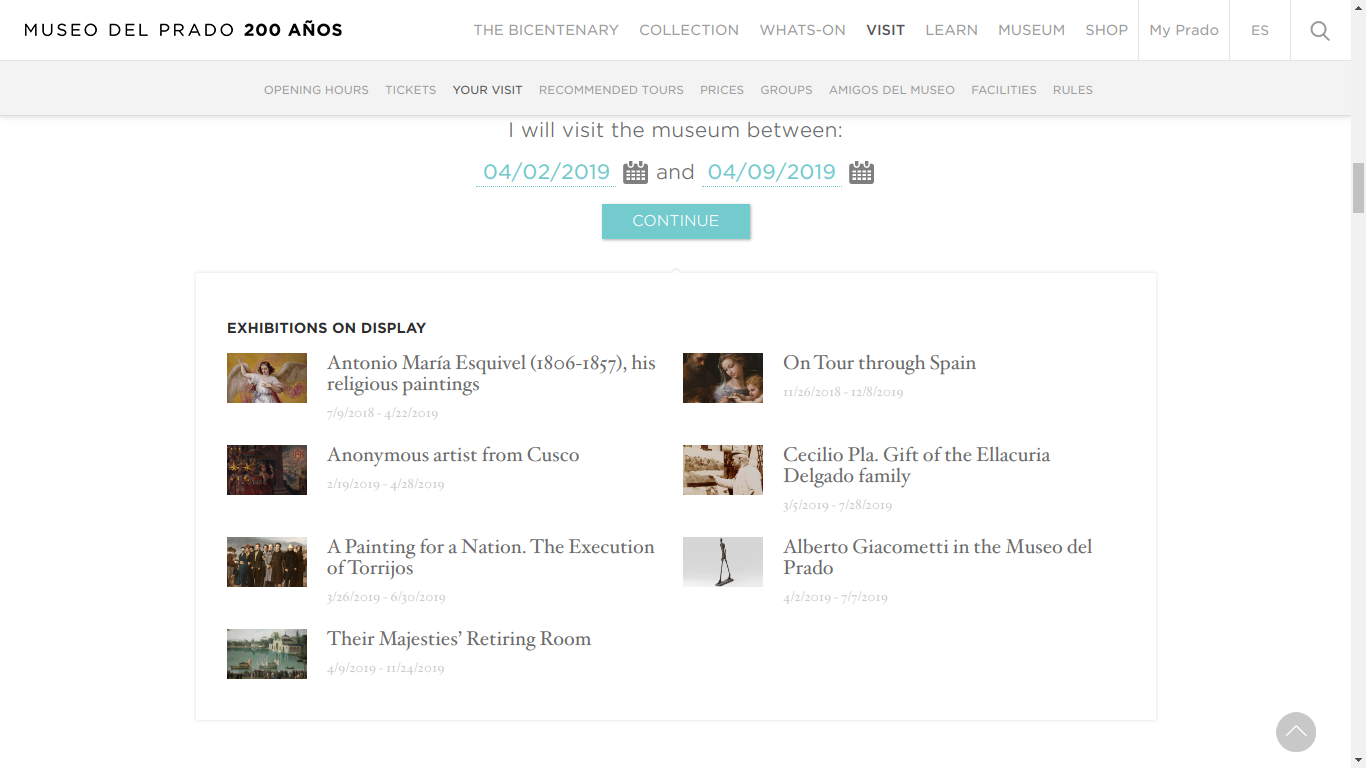 MUSEO DEL PRADO 200 AÑOS
THE BICENTENARY COLLECTION WHATS-ON VISIT LEARN MUSEUM SHOP My Prado ES
OPENING HOURS TICKETS YOUR VISIT RECOMMENDED TOURS PRICES GROUPS AMIGOS DEL MUSEO FACILITIES RULES
I will visit the museum between:
04/02/2019 and 04/09/2019
CONTINUE
EXHIBITIONS ON DISPLAY
Antonio María Esquivel (1806-1857), his
religious paintings
7/9/2018 - 4/22/2019
On Tour through Spain
11/26/2018 - 12/8/2019
Anonymous artist from Cusco
2/19/2019 - 4/28/2019
Cecilio Pla. Gift of the Ellacuria
Delgado family
3/5/2019 - 7/28/2019
A Painting for a Nation. The Execution
of Torrijos
3/26/2019 - 6/30/2019
Alberto Giacometti in the Museo del
Prado
4/2/2019 - 7/7/2019
Their Majesties’ Retiring Room
4/9/2019 - 11/24/2019